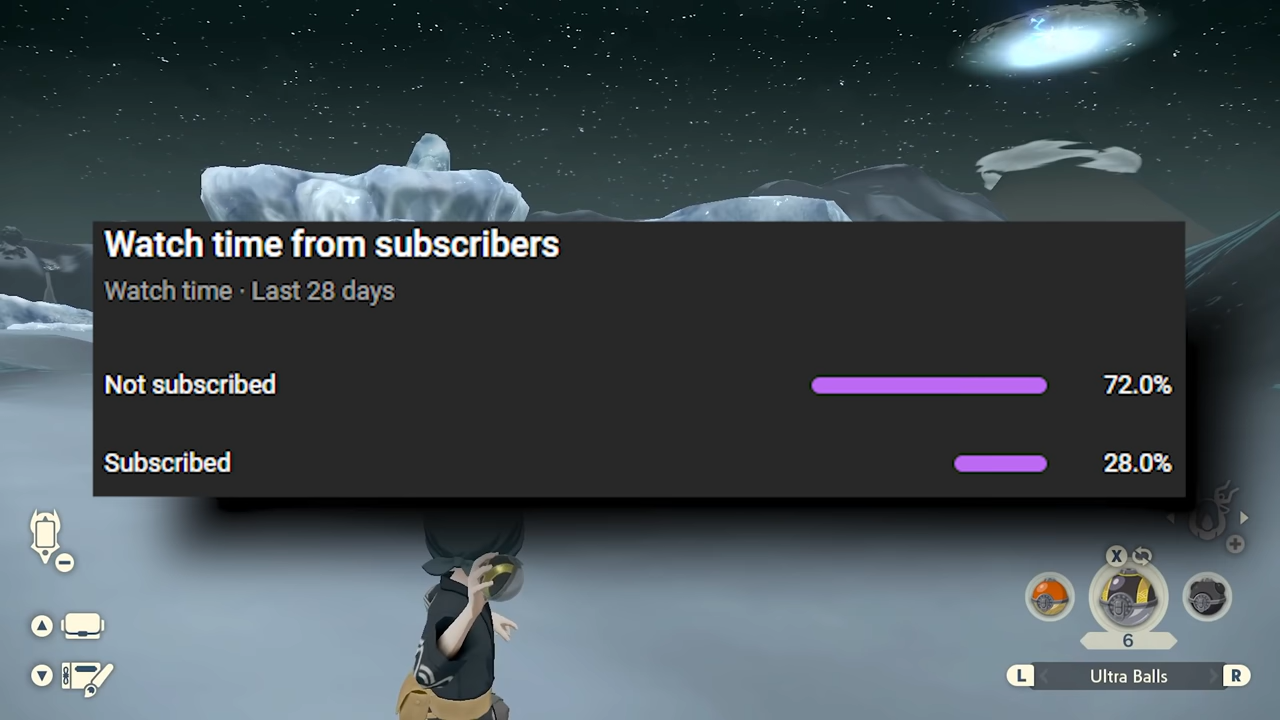 Watch time from subscribers
Watch time · Last 28 days
Not subscribed 72.0%
Subscribed 28.0%
X
6
L Ultra Balls R